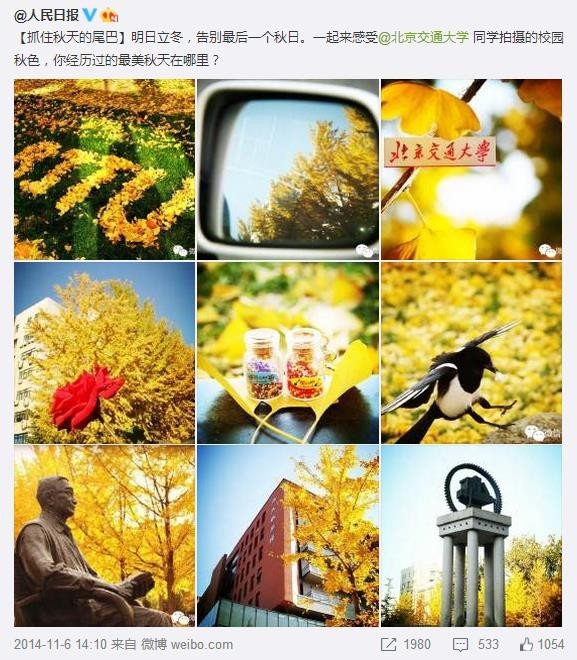 @人民日报
【抓住秋天的尾巴】明日立冬，告别最后一个秋日。一起来感受@北京交通大学 同学拍摄的校园
秋色，你经历过的最美秋天在哪里？
北京交通大学
微信
2014-11-6 14:10 来自 微博 weibo.com
1980
533
1054